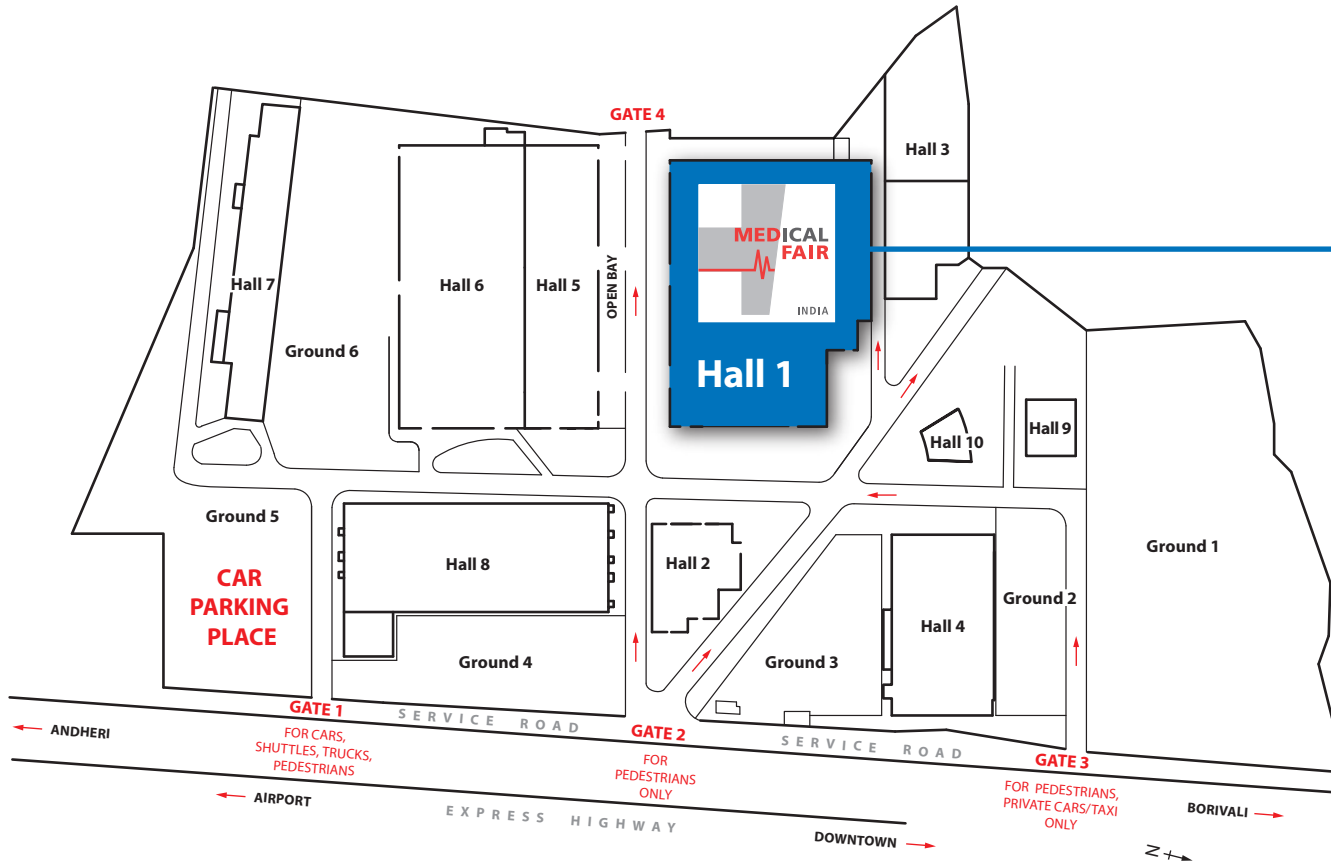 GATE 4
Hall 3
MEDICAL
FAIR
INDIA
Hall 7
Hall 6
Hall 5
OPEN BAY
Ground 6
Hall 1
Hall 10
Hall 9
Ground 5
CAR
PARKING
PLACE
Hall 8
Hall 2
Ground 1
Ground 2
Hall 4
Ground 4
Ground 3
GATE 1
FOR CARS,
SHUTTLES, TRUCKS,
PEDESTRIANS
SERVICE ROAD
GATE 2
FOR
PEDESTRIANS
ONLY
SERVICE ROAD
GATE 3
FOR PEDESTRIANS,
PRIVATE CARS/TAXI
ONLY
ANDHERI
AIRPORT
EXPRESS HIGHWAY
DOWNTOWN
BORIVALI
N